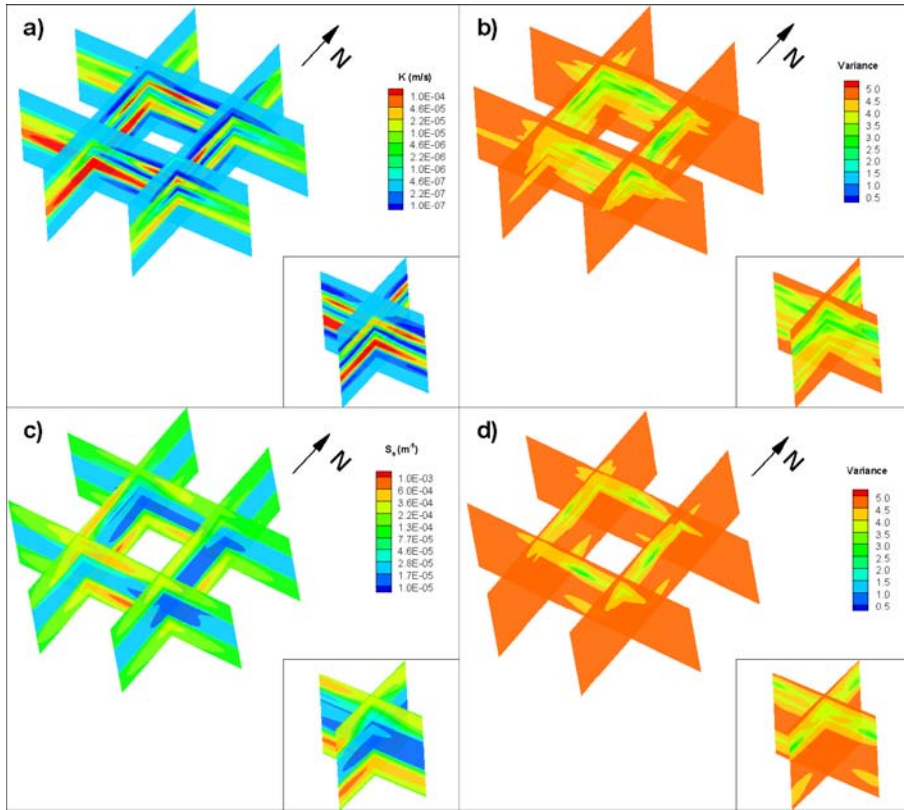 a)
N
K (m/s)
1.0E-04
4.6E-05
2.2E-05
1.0E-05
4.6E-06
2.2E-06
1.0E-06
4.6E-07
2.2E-07
1.0E-07
b)
N
Variance
5.0
4.5
4.0
3.5
3.0
2.5
2.0
1.5
1.0
0.5
c)
N
Ss (m-1)
1.0E-03
6.0E-04
3.6E-04
2.2E-04
1.3E-04
7.7E-05
4.6E-05
2.8E-05
1.7E-05
1.0E-05
d)
N
Variance
5.0
4.5
4.0
3.5
3.0
2.5
2.0
1.5
1.0
0.5